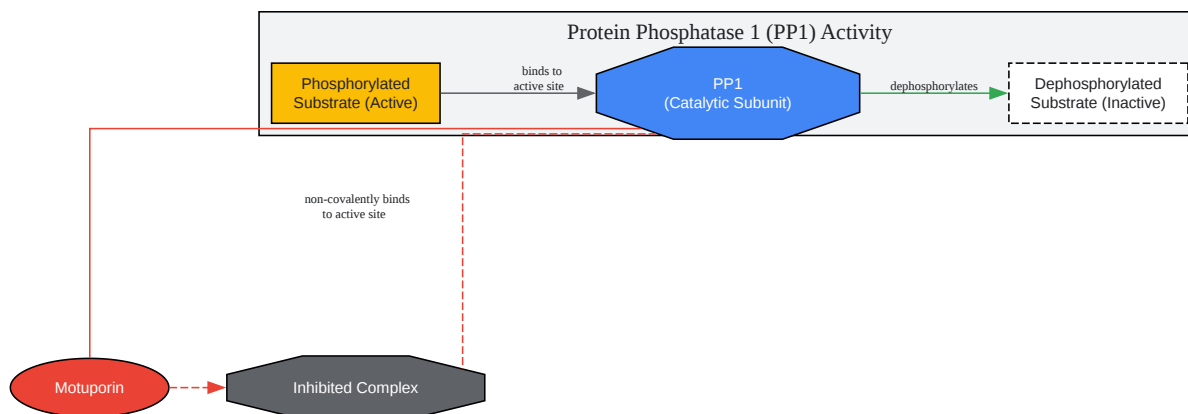 Protein Phosphatase 1 (PP1) Activity
Phosphorylated
Substrate (Active)
binds to
active site
PP1
(Catalytic Subunit)
dephosphorylates
Dephosphorylated
Substrate (Inactive)
non-covalently binds
to active site
Motuporin
Inhibited Complex